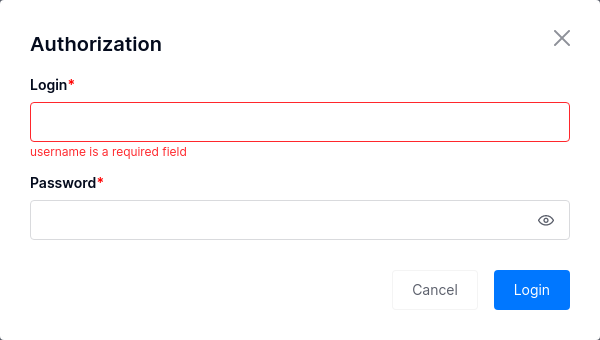 Authorization
Login*
username is a required field
Password*
Cancel
Login